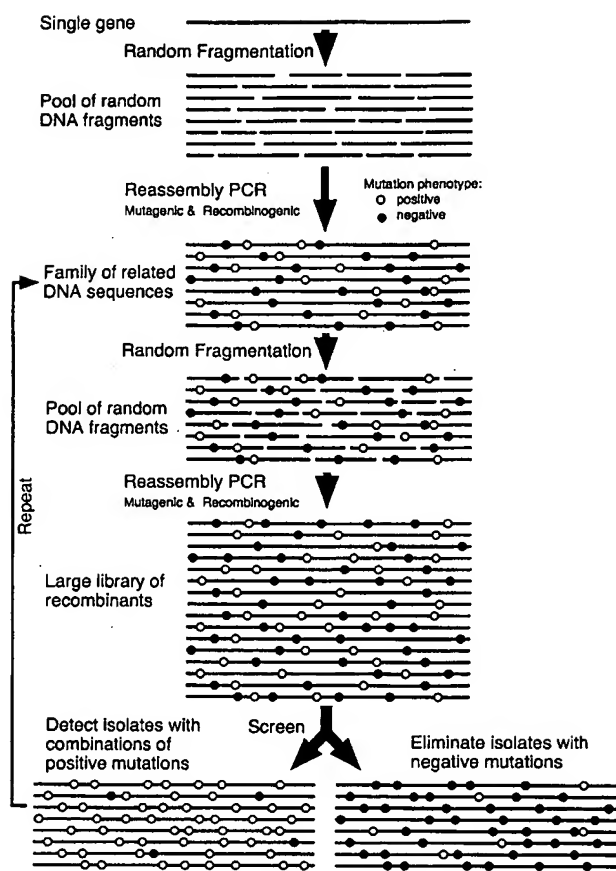 Single gene
Random Fragmentation
Pool of random
DNA fragments
Reassembly PCR
Mutagenic & Recombinogenic
Mutation phenotype:
positive
negative
Family of related
DNA sequences
Random Fragmentation
Pool of random
DNA fragments
Reassembly PCR
Mutagenic & Recombinogenic
Repeat
Large library of
recombinants
Screen
Detect isolates with
combinations of
positive mutations
Eliminate isolates with
negative mutations